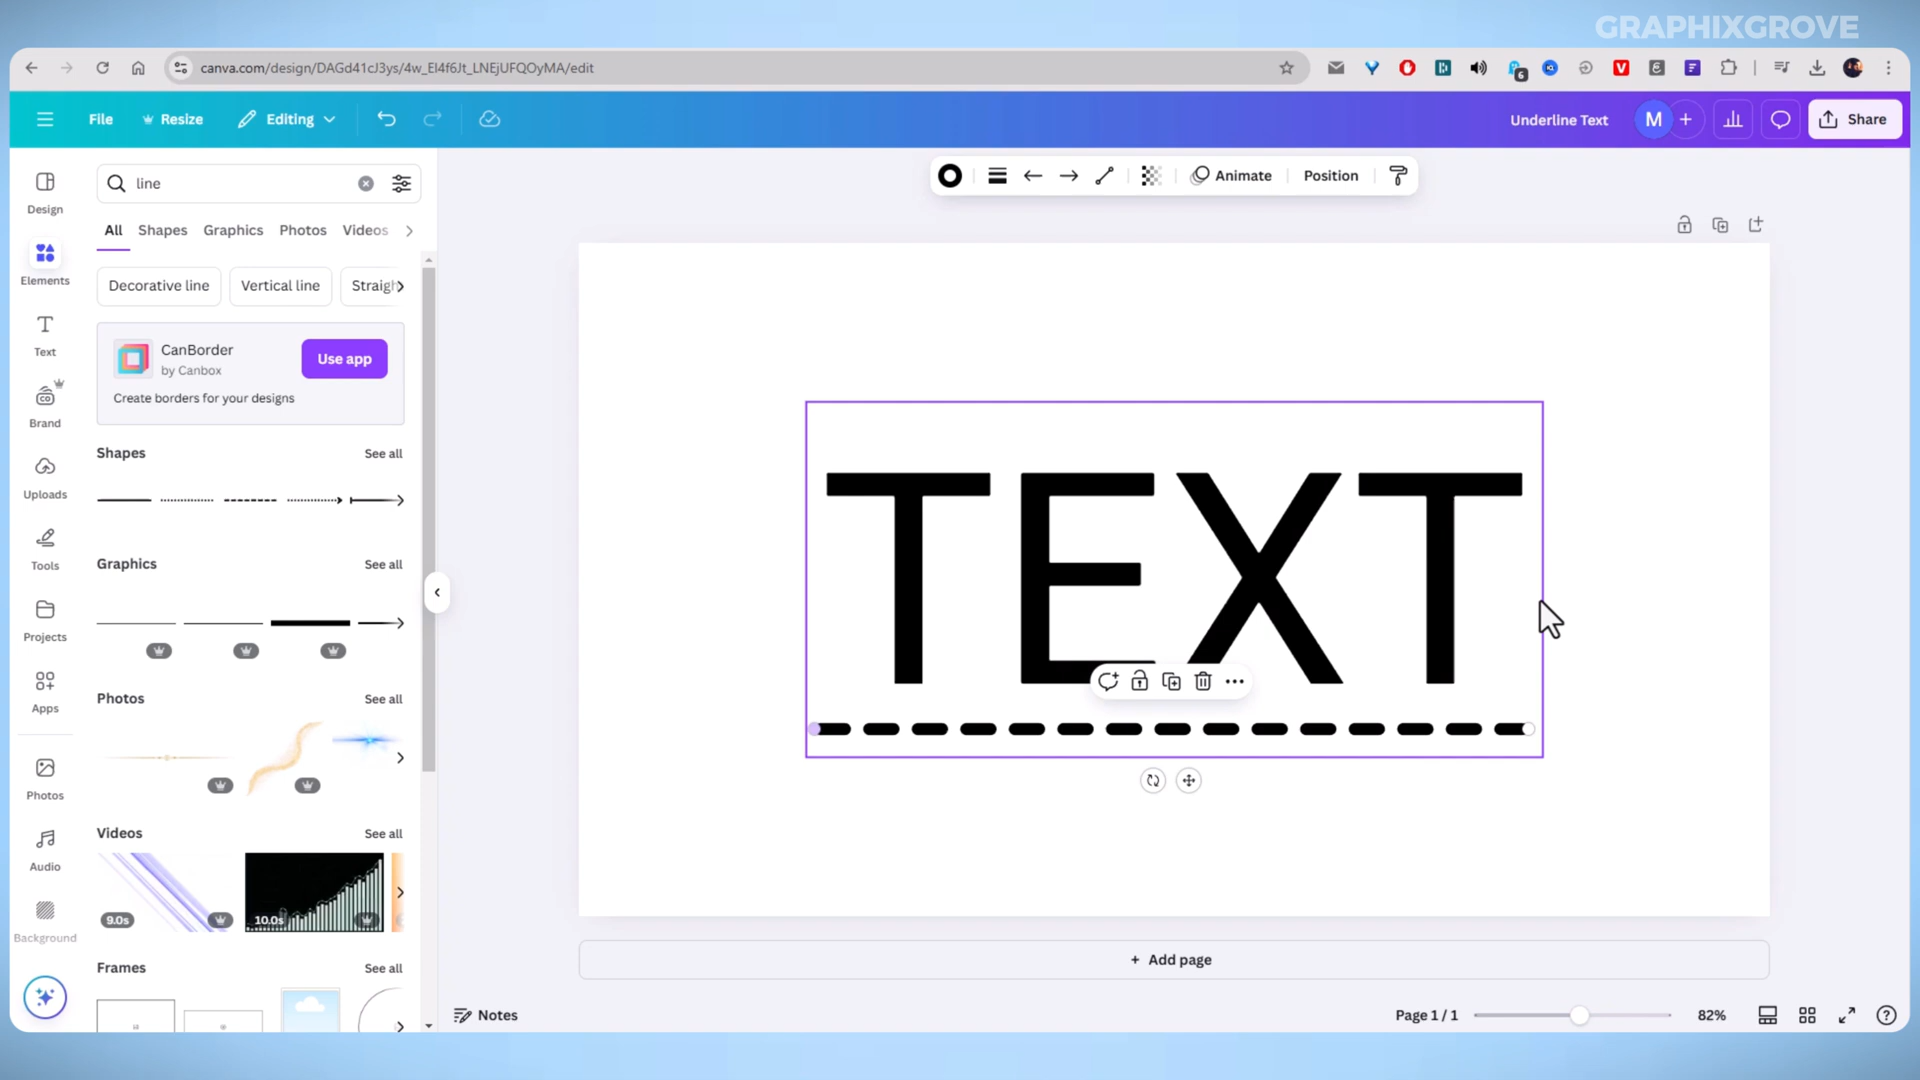 GRAPHIXGROVE
canva.com/design/DAGd41cJ3ys/4w_El4f6Jt_LNEjUFQOyMA/edit
6
File
Resize
Editing
Underline Text
M
Share
line
Animate
Position
Design
All
Shapes
Graphics
Photos
Videos
Elements
Decorative line
Vertical line
Straigh
Text
CanBorder
by Canbox
Use app
Create borders for your designs
Brand
Shapes
See all
Uploads
Tools
Graphics
See all
Projects
Apps
Photos
See all
TEXT
Photos
Videos
See all
Audio
9.0s
10.0s
Background
Frames
See all
+ Add page
Notes
Page 1 / 1
82%